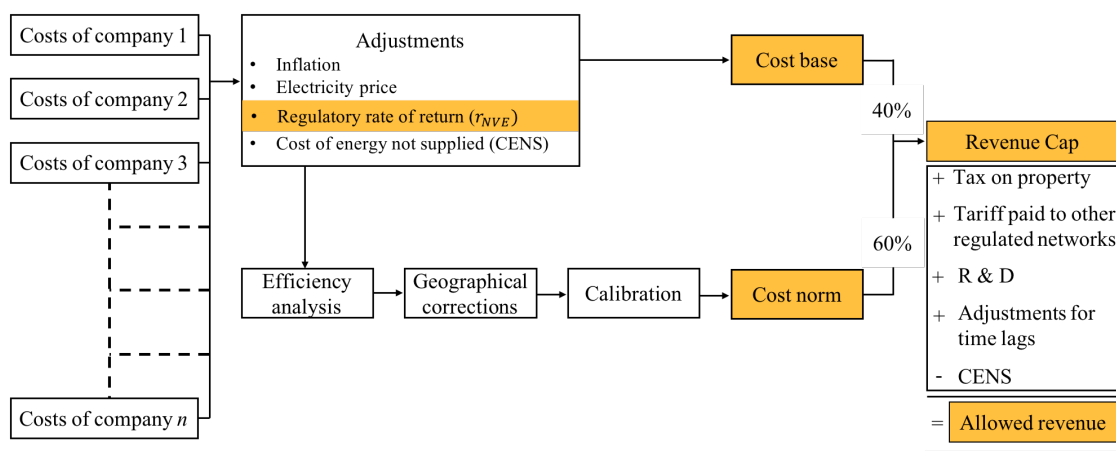 Costs of company 1
Costs of company 2
Costs of company 3
Costs of company n
Adjustments
• Inflation
• Electricity price
• Regulatory rate of return (r_NVE)
• Cost of energy not supplied (CENS)
Efficiency
analysis
Geographical
corrections
Calibration
Cost base
Cost norm
40%
60%
Revenue Cap
+ Tax on property
+ Tariff paid to other
regulated networks
+ R & D
+ Adjustments for
time lags
- CENS
= Allowed revenue